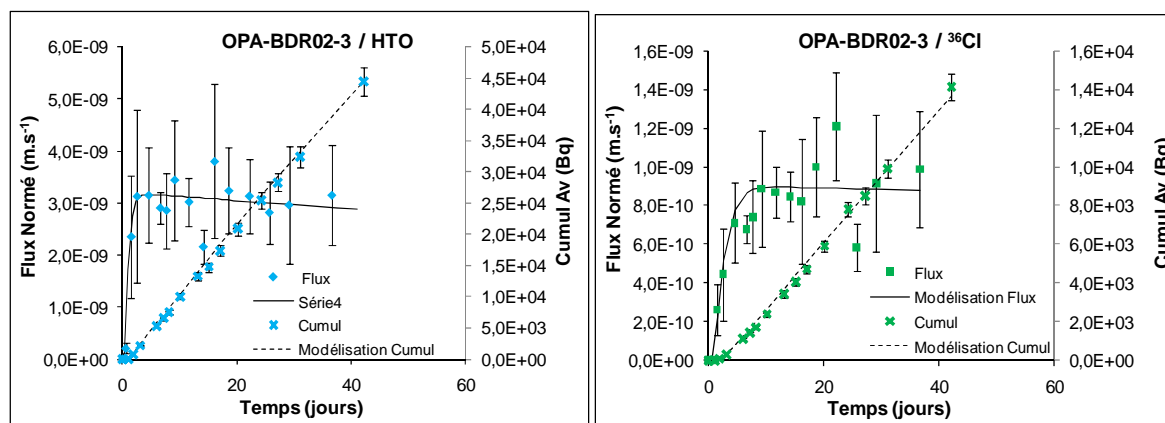 OPA-BDR02-3 / HTO
Flux Normé (m.s⁻¹)
6,0E-09
5,0E-09
4,0E-09
3,0E-09
2,0E-09
1,0E-09
0,0E+00
5,0E+04
4,5E+04
4,0E+04
3,5E+04
3,0E+04
2,5E+04
2,0E+04
1,5E+04
1,0E+04
5,0E+03
0,0E+00
Cumul Av (Bq)
Flux
Série4
Cumul
Modélisation Cumul
0 20 40 60
Temps (jours)
OPA-BDR02-3 / ³⁶Cl
Flux Normé (m.s⁻¹)
1,6E-09
1,4E-09
1,2E-09
1,0E-09
8,0E-10
6,0E-10
4,0E-10
2,0E-10
0,0E+00
1,6E+04
1,4E+04
1,2E+04
1,0E+04
8,0E+03
6,0E+03
4,0E+03
2,0E+03
0,0E+00
Cumul Av (Bq)
Flux
Modélisation Flux
Cumul
Modélisation Cumul
0 20 40 60
Temps (jours)